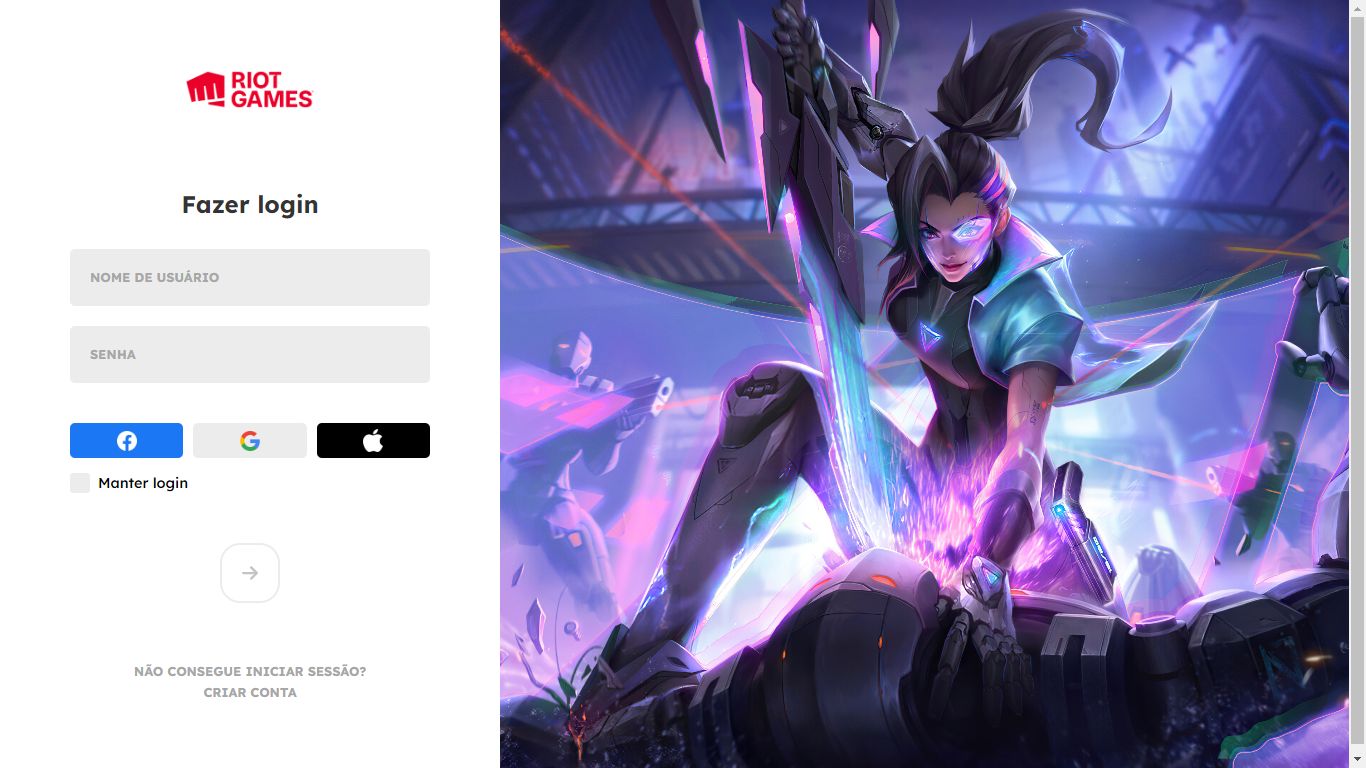 RIOT
GAMES
Fazer login
NOME DE USUÁRIO
SENHA
Manter login
NÃO CONSEGUE INICIAR SESSÃO?
CRIAR CONTA